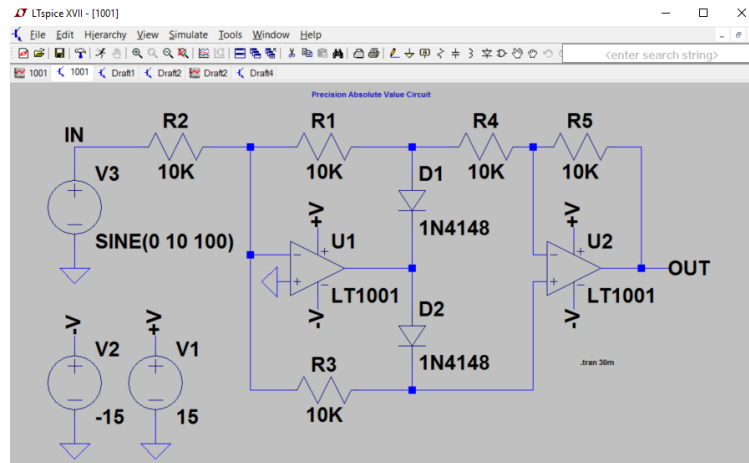 LTspice XVII - [1001]
File Edit Hierarchy View Simulate Tools Window Help
<enter search string>
1001 1001 Draft1 Draft2 Draft2 Draft4
Precision Absolute Value Circuit
IN R2 R1 R4 R5
10K 10K 10K 10K
V3 D1
SINE(0 10 100) 1N4148
+V +V
U1 U2
LT1001 LT1001
OUT
-V -V
D2
1N4148
-V +V
V2 V1
-15 15
R3
10K
.tran 30m